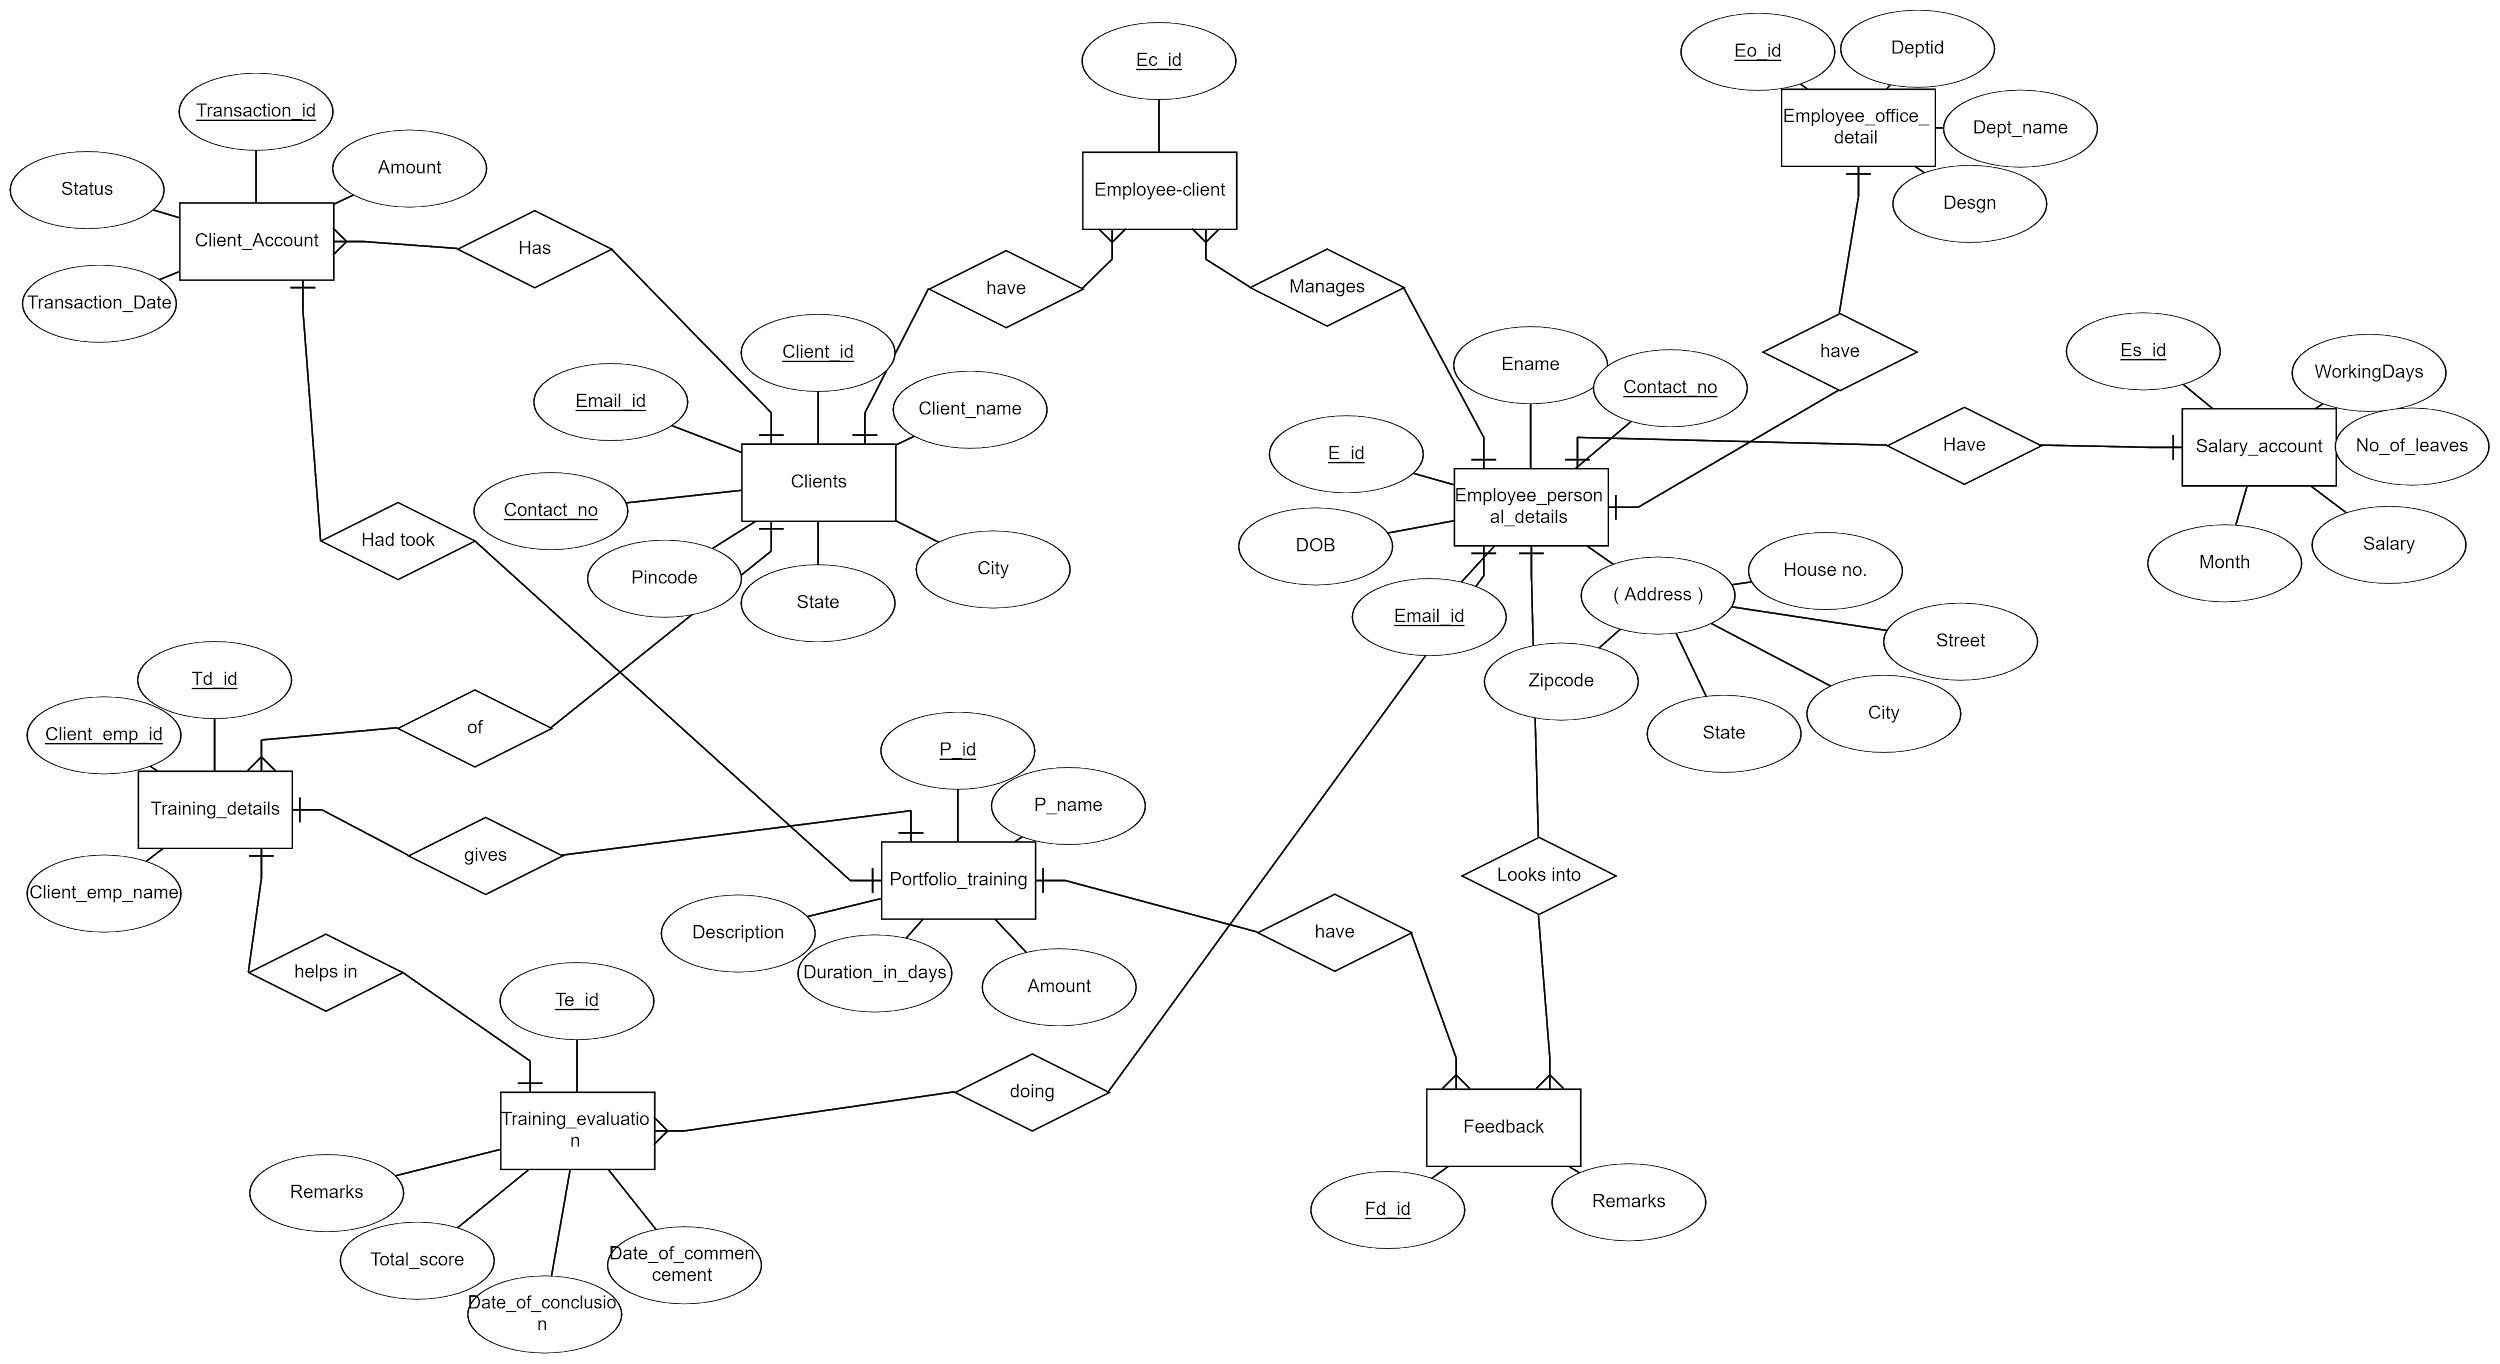 Ec_id
Eo_id
Deptid
Transaction_id
Employee_office_
detail
Dept_name
Amount
Status
Employee-client
Desgn
Client_Account
Has
have
Manages
Transaction_Date
Client_id
Ename
have
Es_id
WorkingDays
Email_id
Client_name
Contact_no
E_id
Have
Salary_account
No_of_leaves
Clients
Employee_person
al_details
Contact_no
Had took
DOB
Salary
Pincode
City
House no.
Month
State
( Address )
Email_id
Street
Td_id
Zipcode
Client_emp_id
of
City
State
P_id
P_name
Training_details
gives
Looks into
Portfolio_training
Client_emp_name
Description
have
helps in
Duration_in_days
Amount
Te_id
doing
Training_evaluatio
n
Feedback
Remarks
Fd_id
Remarks
Total_score
Date_of_commen
cement
Date_of_conclusio
n